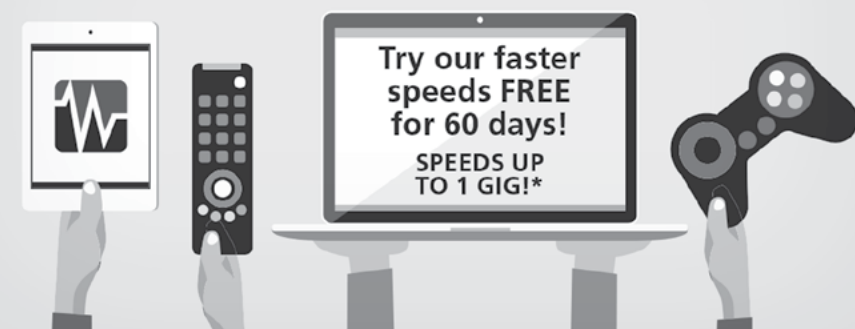 Try our faster
speeds FREE
for 60 days!
SPEEDS UP
TO 1 GIG!*